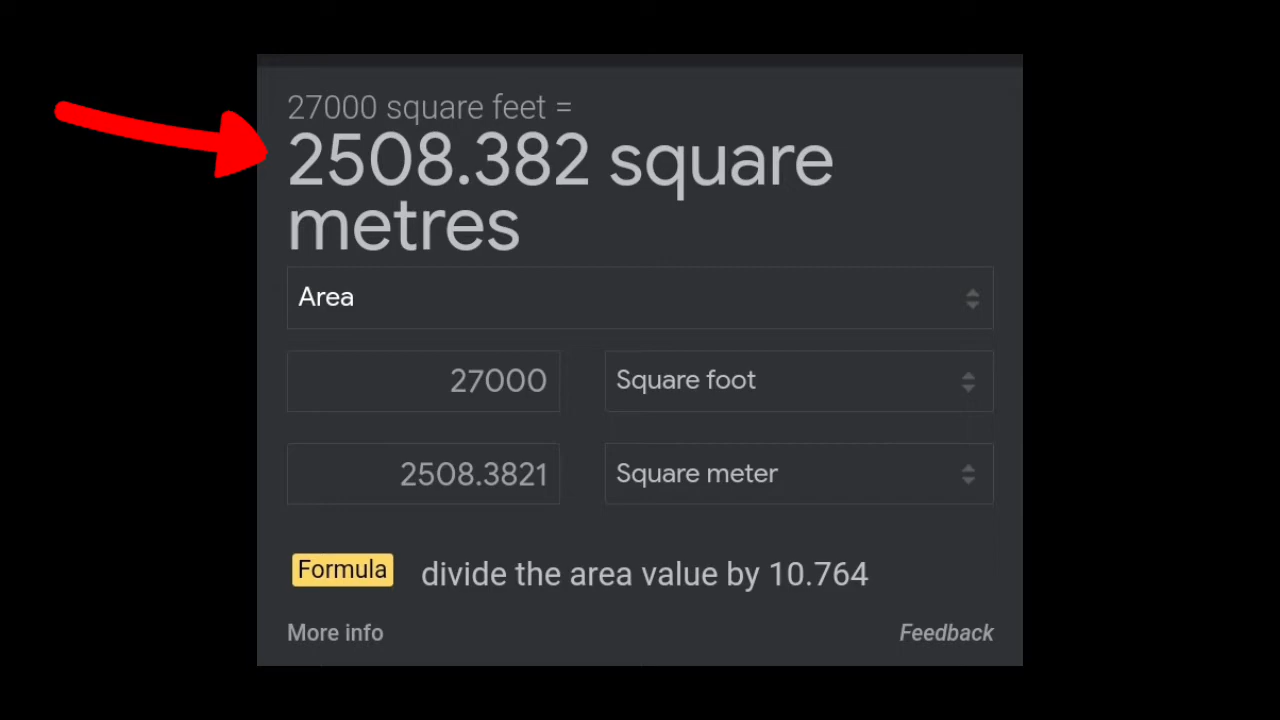 27000 square feet =
2508.382 square
metres
Area
27000 Square foot
2508.3821 Square meter
Formula divide the area value by 10.764
More info Feedback